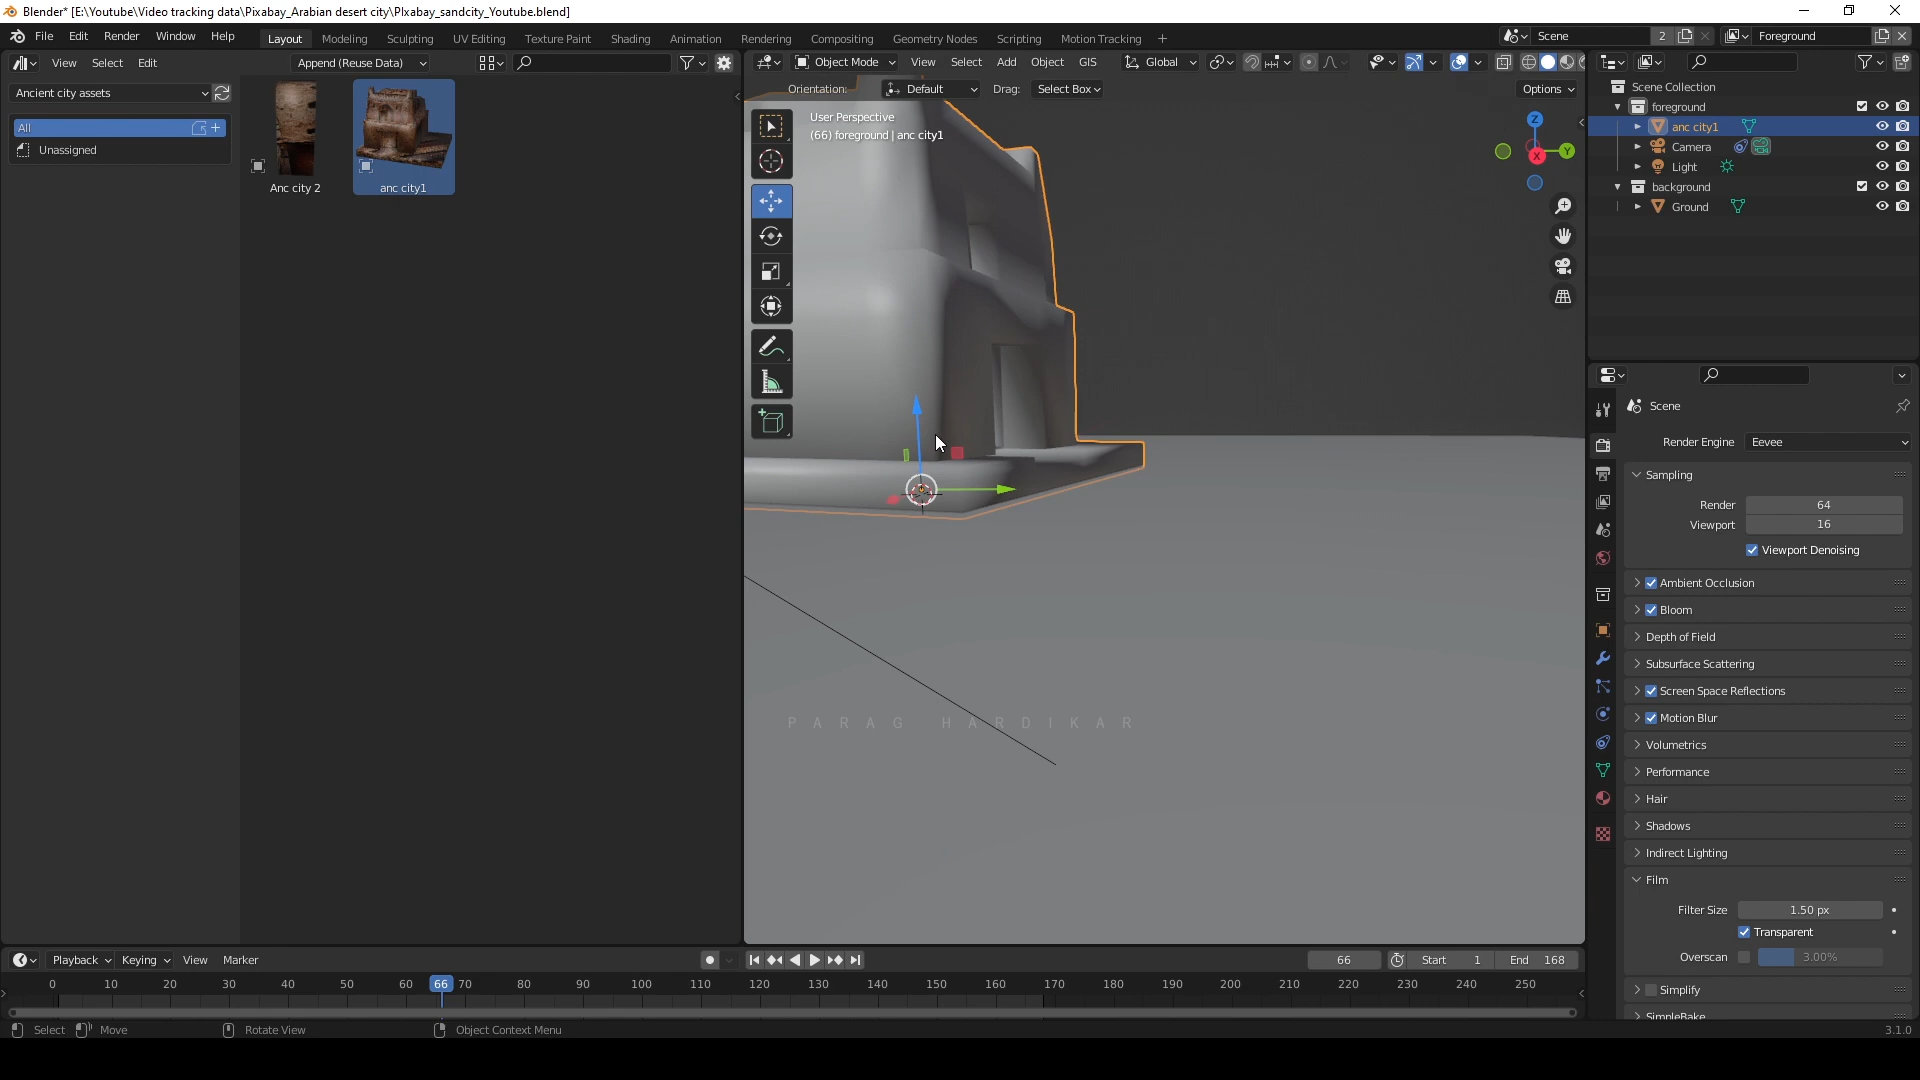 Blender* [E:\Youtube\Video tracking data\Pixabay_Arabian desert city\PIxabay_sandcity_Youtube.blend]
File Edit Render Window Help Layout Modeling Sculpting UV Editing Texture Paint Shading Animation Rendering Compositing Geometry Nodes Scripting Motion Tracking + Scene 2 Foreground
View Select Edit Append (Reuse Data)
Object Mode View Select Add Object GIS Global
Orientation: Default Drag: Select Box Options
Ancient city assets
All
Unassigned
Anc city 2
anc city1
User Perspective
(66) foreground | anc city1
Z
Y
X
Scene Collection
foreground
anc city1
Camera
Light
background
Ground
Scene
Render Engine Eevee
Sampling
Render 64
Viewport 16
Viewport Denoising
Ambient Occlusion
Bloom
Depth of Field
Subsurface Scattering
Screen Space Reflections
Motion Blur
Volumetrics
Performance
Hair
Shadows
Indirect Lighting
Film
Filter Size 1.50 px
Transparent
Overscan 3.00%
Simplify
SimpleBake
PARAG HARDIKAR
Playback Keying View Marker 66 Start 1 End 168
0 10 20 30 40 50 60 66 70 80 90 100 110 120 130 140 150 160 170 180 190 200 210 220 230 240 250
Select Move Rotate View Object Context Menu 3.1.0